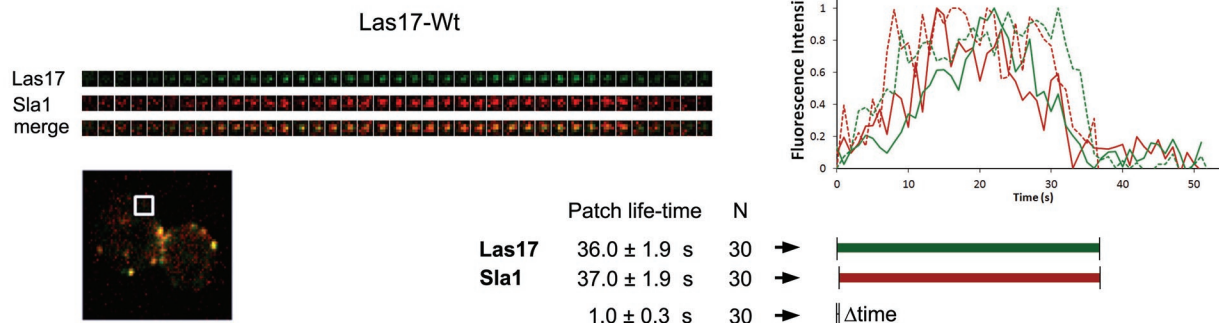 Las17-Wt
Las17
Sla1
merge
Fluorescence Intensi
1
0.8
0.6
0.4
0.2
0
0 10 20 30 40 50
Time (s)
Patch life-time N
Las17 36.0 ± 1.9 s 30
Sla1 37.0 ± 1.9 s 30
1.0 ± 0.3 s 30 Δtime